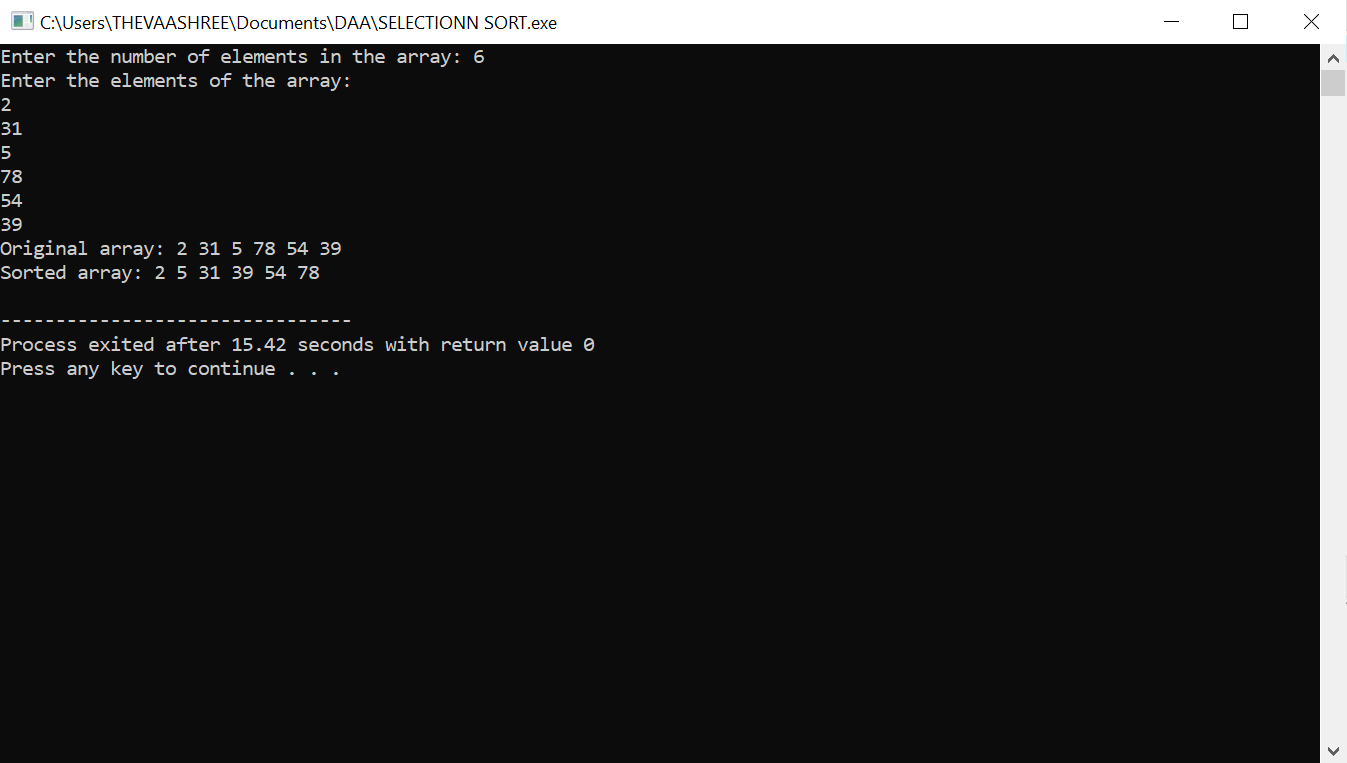 C:\Users\THEVAASHREE\Documents\DAA\SELECTIONN SORT.exe
Enter the number of elements in the array: 6
Enter the elements of the array:
2
31
5
78
54
39
Original array: 2 31 5 78 54 39
Sorted array: 2 5 31 39 54 78
--------------------------------
Process exited after 15.42 seconds with return value 0
Press any key to continue . . .